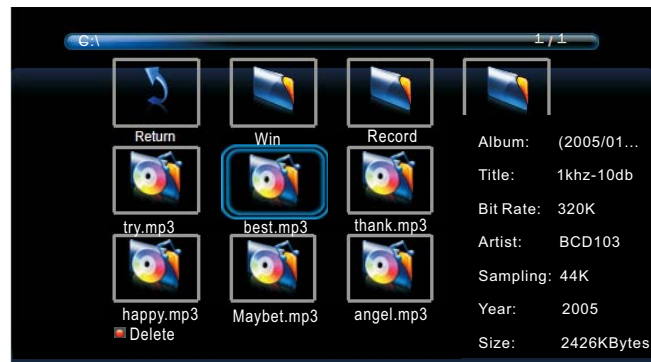 G:\ 1/1
Return Win Record
try.mp3 best.mp3 thank.mp3
happy.mp3 Maybet.mp3 angel.mp3
Delete
Album: (2005/01...
Title: 1khz-10db
Bit Rate: 320K
Artist: BCD103
Sampling: 44K
Year: 2005
Size: 2426KBytes